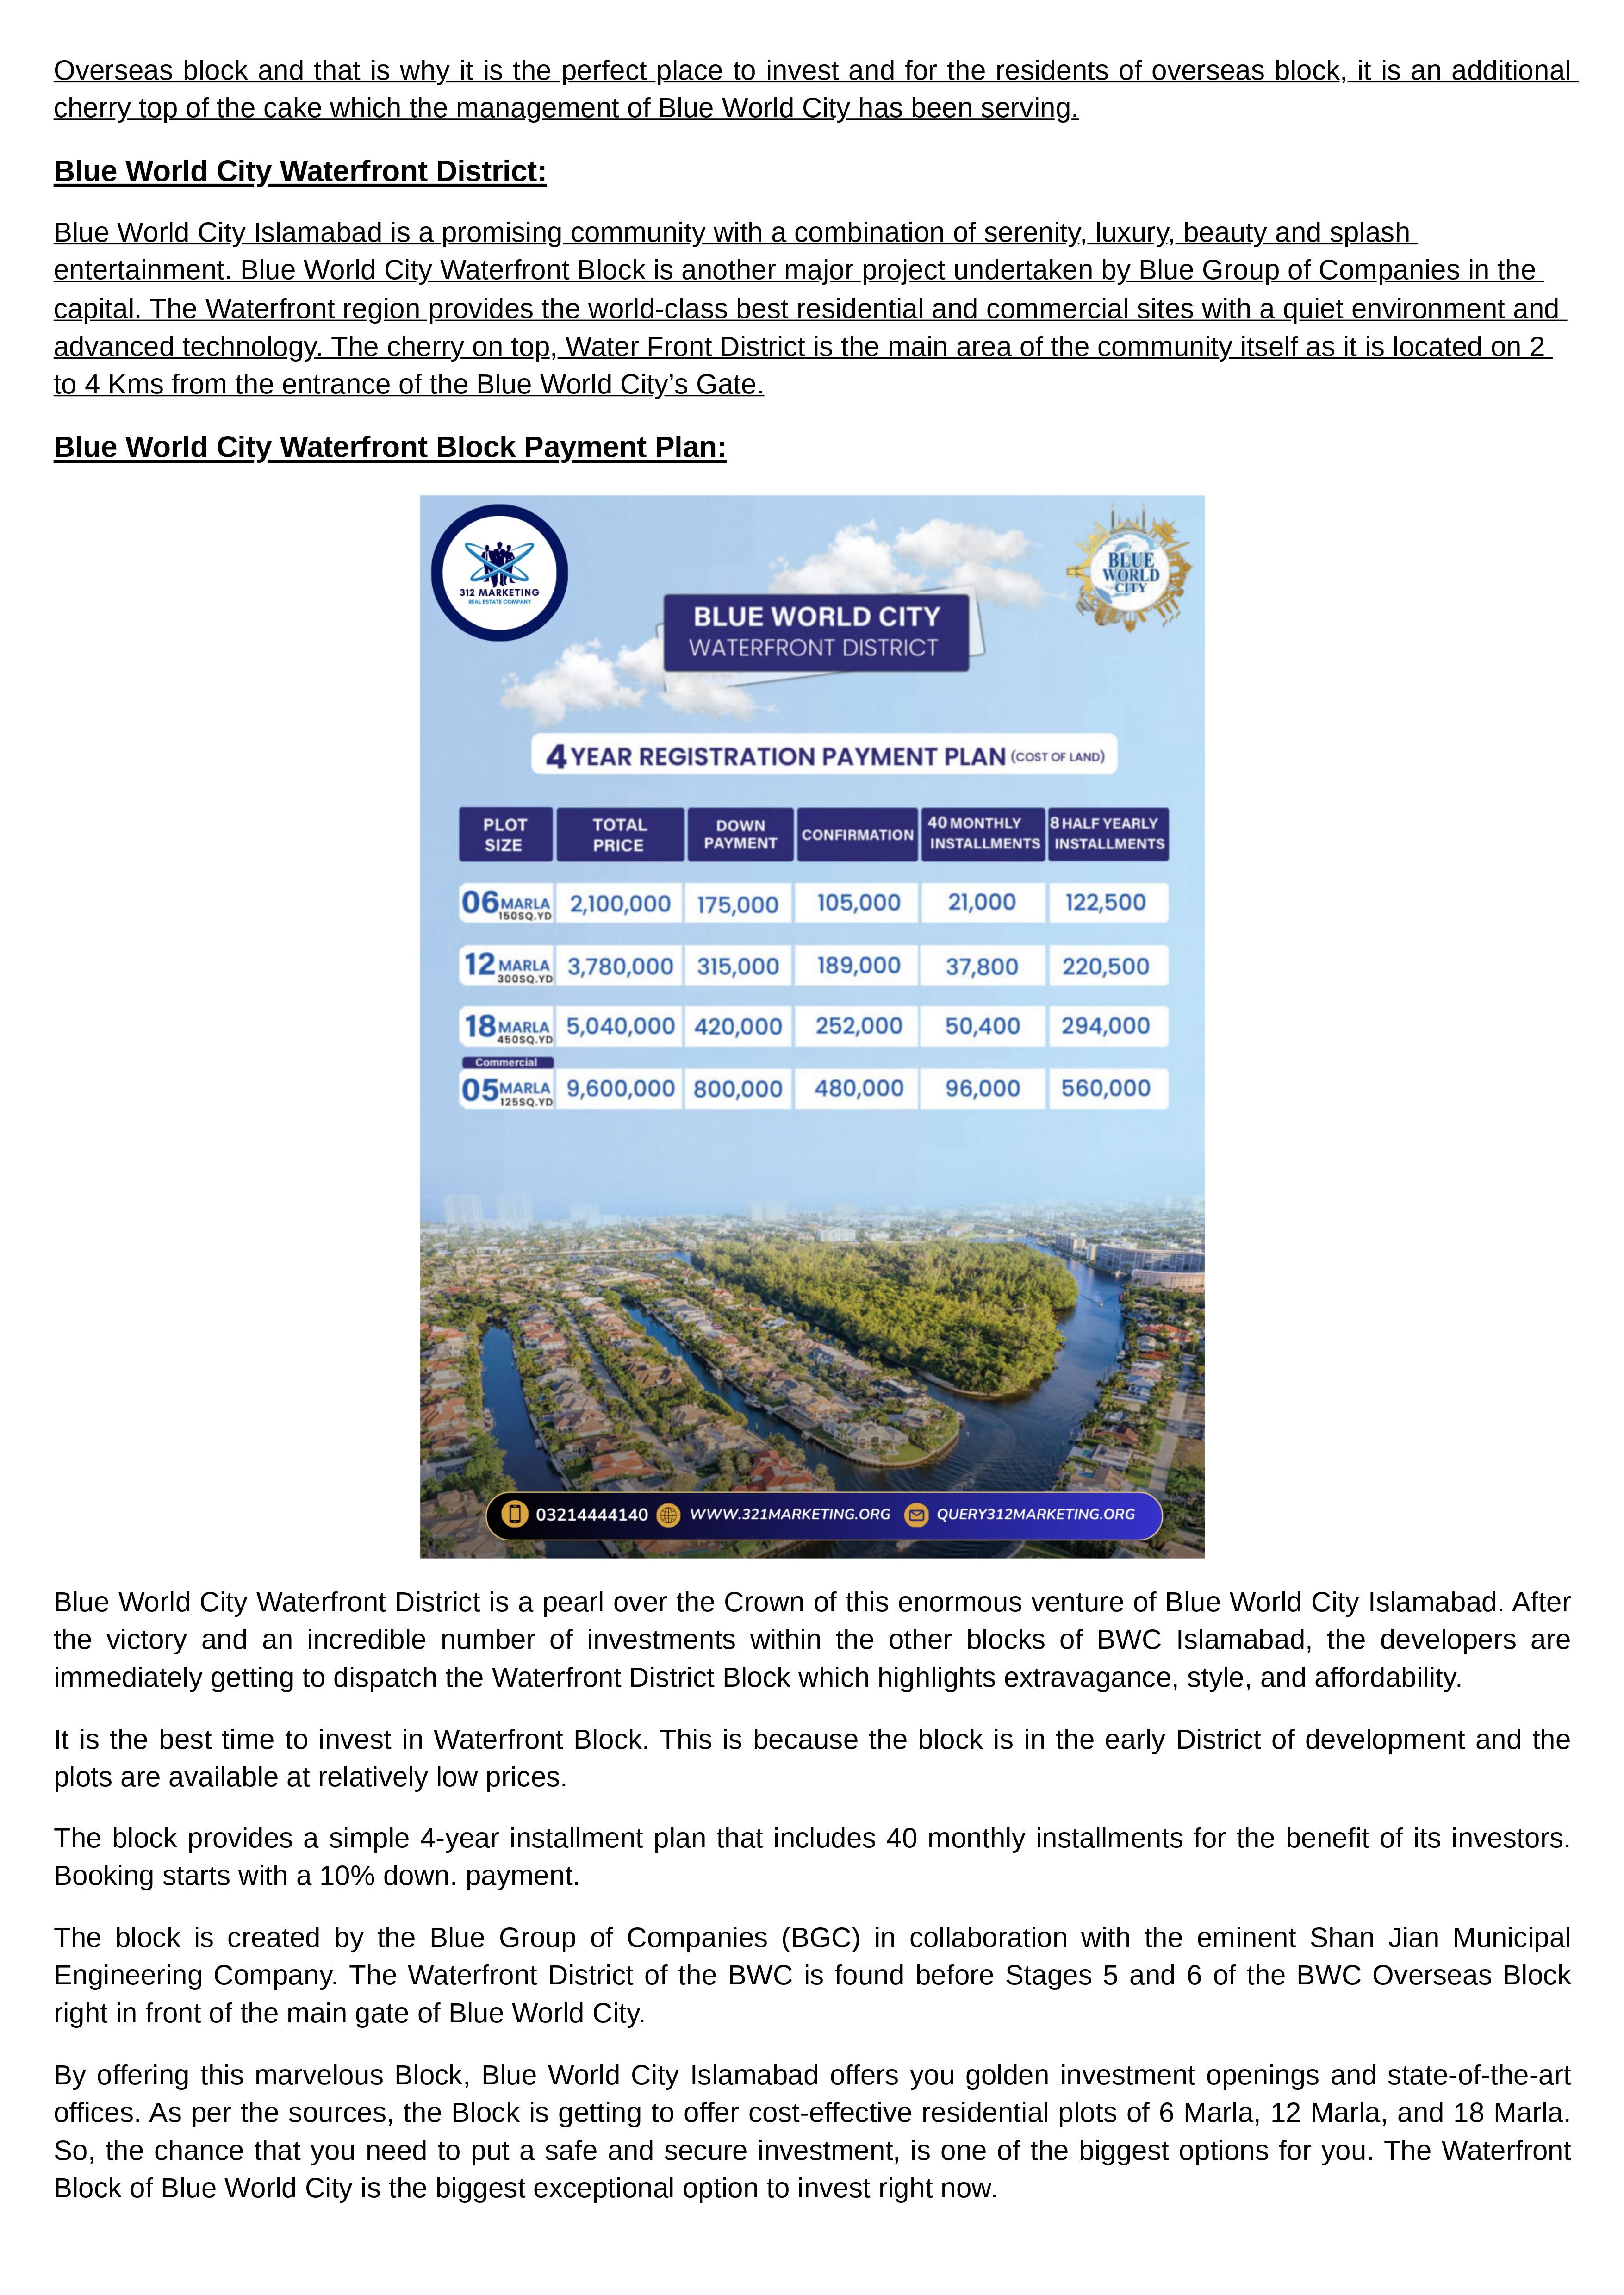 Overseas block and that is why it is the perfect place to invest and for the residents of overseas block, it is an additional
cherry top of the cake which the management of Blue World City has been serving.
Blue World City Waterfront District:
Blue World City Islamabad is a promising community with a combination of serenity, luxury, beauty and splash
entertainment. Blue World City Waterfront Block is another major project undertaken by Blue Group of Companies in the
capital. The Waterfront region provides the world-class best residential and commercial sites with a quiet environment and
advanced technology. The cherry on top, Water Front District is the main area of the community itself as it is located on 2
to 4 Kms from the entrance of the Blue World City’s Gate.
Blue World City Waterfront Block Payment Plan:
312 MARKETING
REAL ESTATE COMPANY
BLUE
WORLD
CITY
BLUE WORLD CITY
WATERFRONT DISTRICT
4 YEAR REGISTRATION PAYMENT PLAN (COST OF LAND)
PLOT SIZE TOTAL PRICE DOWN PAYMENT CONFIRMATION 40 MONTHLY INSTALLMENTS 8 HALF YEARLY INSTALLMENTS
06 MARLA 150SQ.YD 2,100,000 175,000 105,000 21,000 122,500
12 MARLA 300SQ.YD 3,780,000 315,000 189,000 37,800 220,500
18 MARLA 450SQ.YD 5,040,000 420,000 252,000 50,400 294,000
Commercial
05 MARLA 125SQ.YD 9,600,000 800,000 480,000 96,000 560,000
03214444140 WWW.321MARKETING.ORG QUERY312MARKETING.ORG
Blue World City Waterfront District is a pearl over the Crown of this enormous venture of Blue World City Islamabad. After
the victory and an incredible number of investments within the other blocks of BWC Islamabad, the developers are
immediately getting to dispatch the Waterfront District Block which highlights extravagance, style, and affordability.
It is the best time to invest in Waterfront Block. This is because the block is in the early District of development and the
plots are available at relatively low prices.
The block provides a simple 4-year installment plan that includes 40 monthly installments for the benefit of its investors.
Booking starts with a 10% down. payment.
The block is created by the Blue Group of Companies (BGC) in collaboration with the eminent Shan Jian Municipal
Engineering Company. The Waterfront District of the BWC is found before Stages 5 and 6 of the BWC Overseas Block
right in front of the main gate of Blue World City.
By offering this marvelous Block, Blue World City Islamabad offers you golden investment openings and state-of-the-art
offices. As per the sources, the Block is getting to offer cost-effective residential plots of 6 Marla, 12 Marla, and 18 Marla.
So, the chance that you need to put a safe and secure investment, is one of the biggest options for you. The Waterfront
Block of Blue World City is the biggest exceptional option to invest right now.